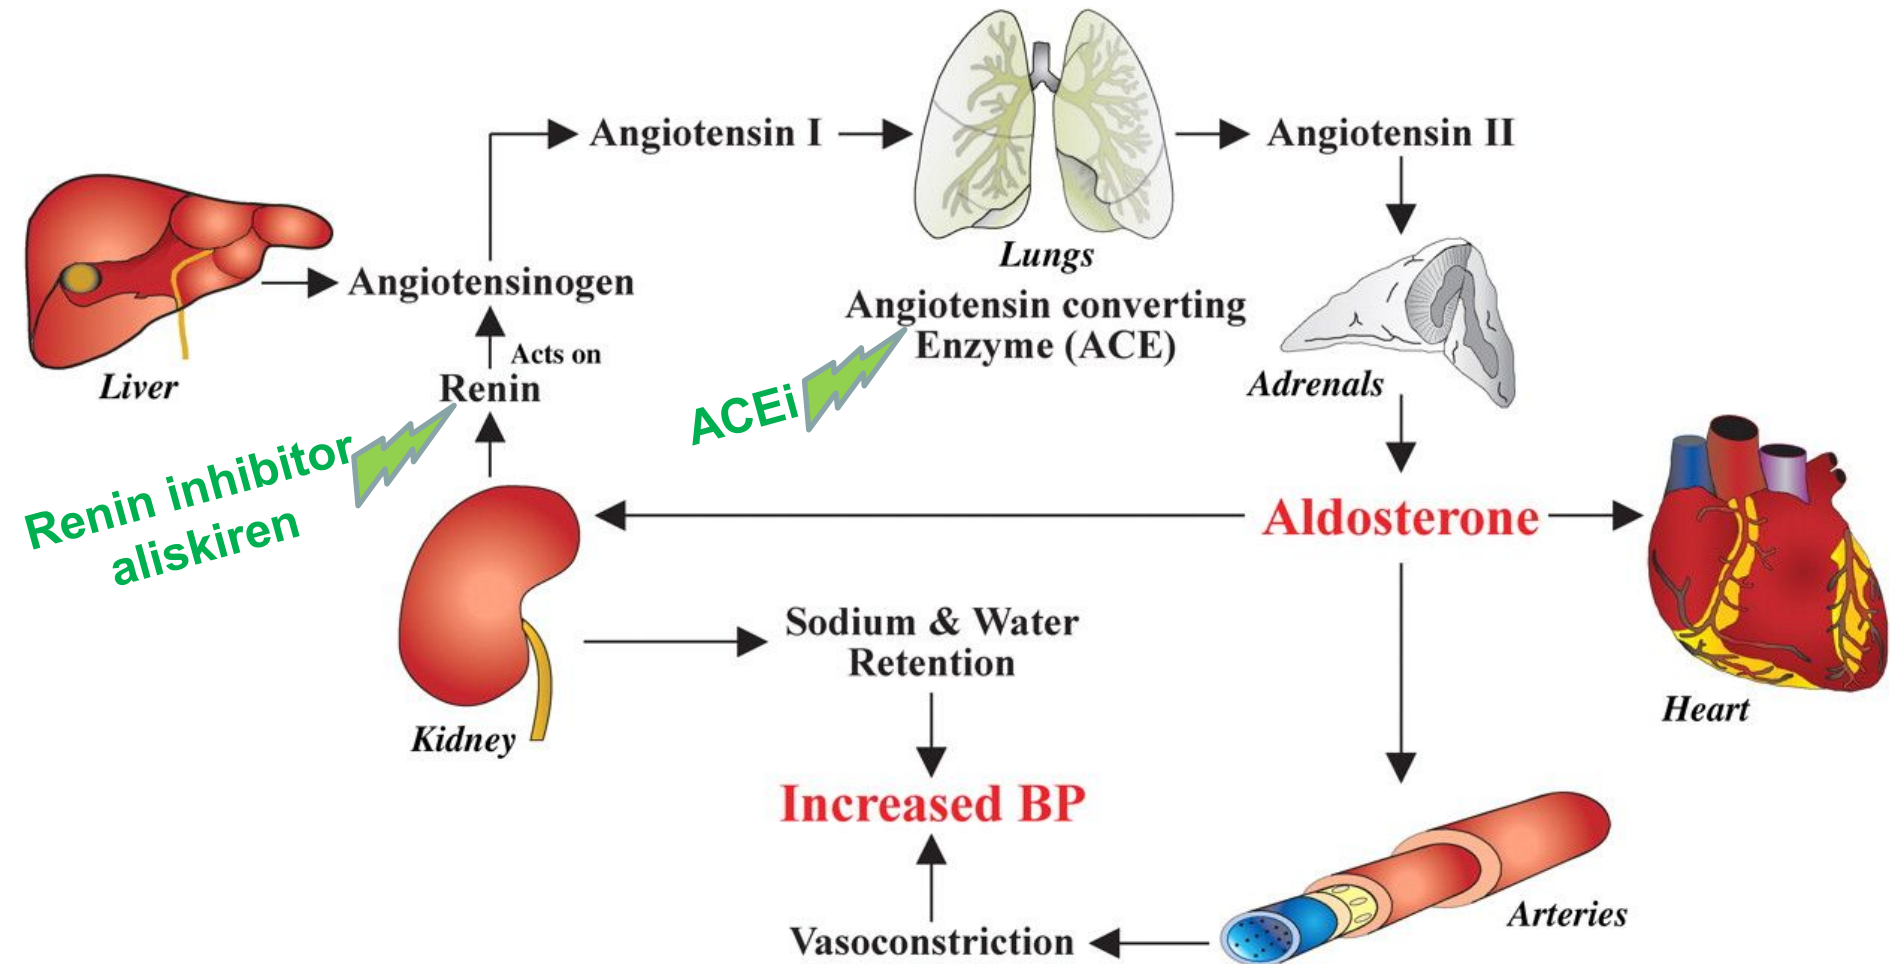 Angiotensin I
Angiotensin II
Lungs
Angiotensinogen
Angiotensin converting
Enzyme (ACE)
Acts on
Renin
Liver
Adrenals
ACEi
Renin inhibitor
aliskiren
Aldosterone
Sodium & Water
Retention
Kidney
Heart
Increased BP
Arteries
Vasoconstriction